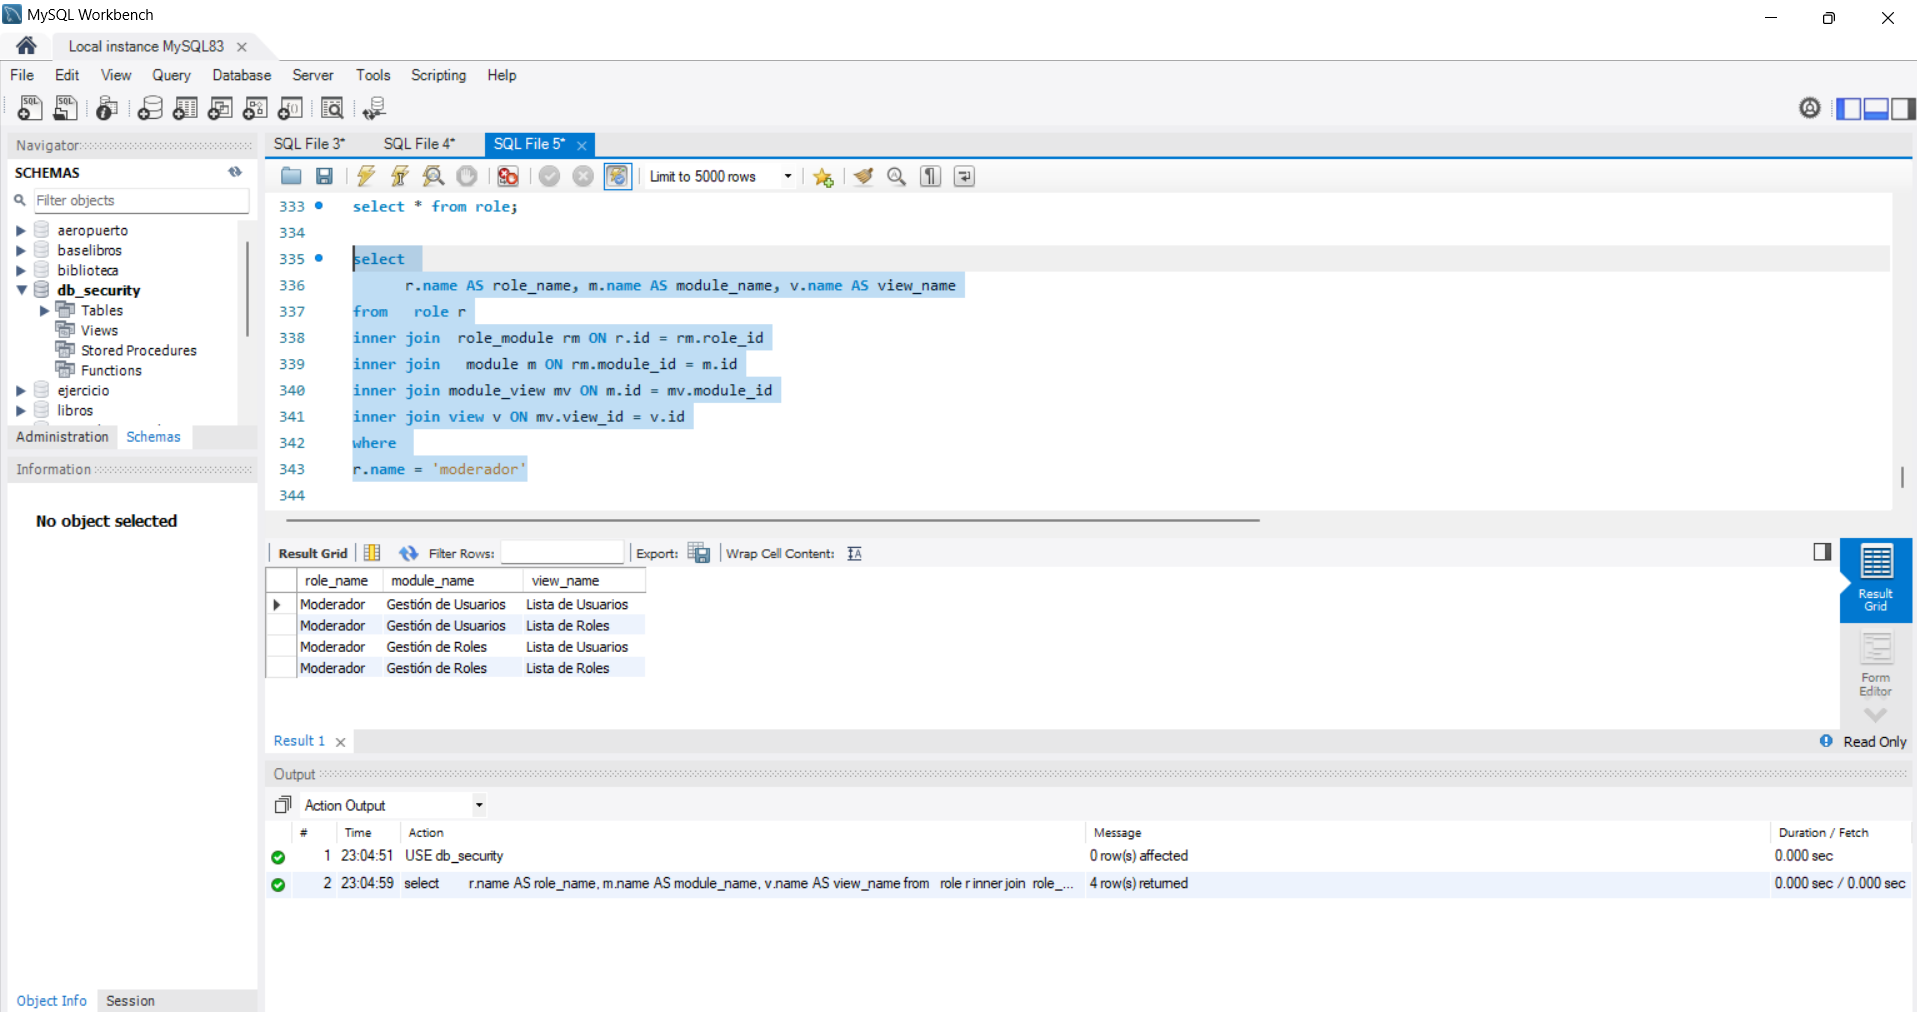 MySQL Workbench
Local instance MySQL83
File Edit View Query Database Server Tools Scripting Help
Navigator
SCHEMAS
Filter objects
aeropuerto
baselibros
biblioteca
db_security
Tables
Views
Stored Procedures
Functions
ejercicio
libros
Administration Schemas
Information
No object selected
Object Info Session
SQL File 3* SQL File 4* SQL File 5*
Limit to 5000 rows
333 select * from role;
334
335 select
336 r.name AS role_name, m.name AS module_name, v.name AS view_name
337 from role r
338 inner join role_module rm ON r.id = rm.role_id
339 inner join module m ON rm.module_id = m.id
340 inner join module_view mv ON m.id = mv.module_id
341 inner join view v ON mv.view_id = v.id
342 where
343 r.name = 'moderador'
344
Result Grid Filter Rows: Export: Wrap Cell Content:
role_name module_name view_name
Moderador Gestión de Usuarios Lista de Usuarios
Moderador Gestión de Usuarios Lista de Roles
Moderador Gestión de Roles Lista de Usuarios
Moderador Gestión de Roles Lista de Roles
Result
Grid
Form
Editor
Result 1
Read Only
Output
Action Output
# Time Action Message Duration / Fetch
1 23:04:51 USE db_security 0 row(s) affected 0.000 sec
2 23:04:59 select r.name AS role_name, m.name AS module_name, v.name AS view_name from role r inner join role_... 4 row(s) returned 0.000 sec / 0.000 sec